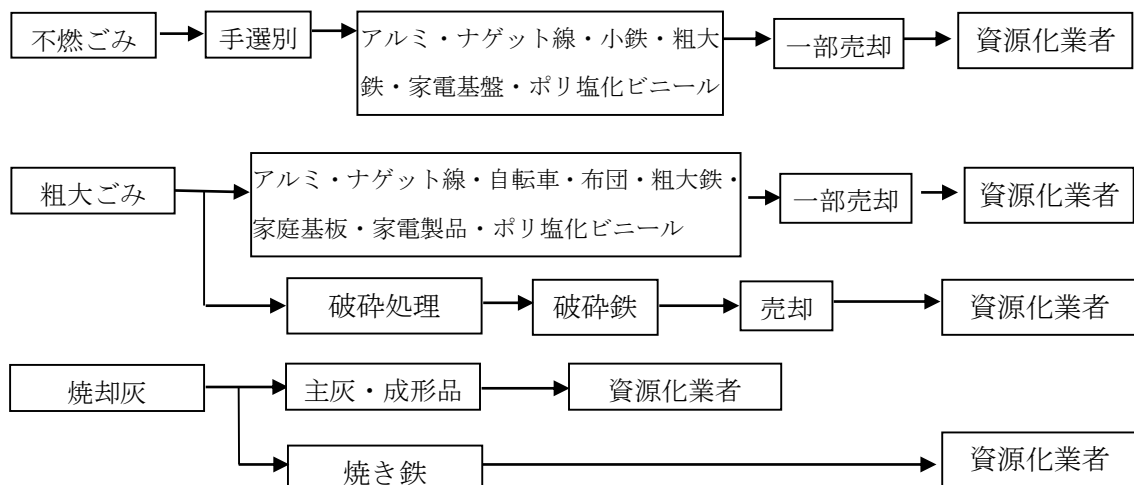 不燃ごみ
手選別
アルミ・ナゲット線・小鉄・粗大
鉄・家電基盤・ポリ塩化ビニール
一部売却
資源化業者
粗大ごみ
アルミ・ナゲット線・自転車・布団・粗大鉄・
家庭基板・家電製品・ポリ塩化ビニール
一部売却
資源化業者
破砕処理
破砕鉄
売却
資源化業者
焼却灰
主灰・成形品
資源化業者
焼き鉄
資源化業者